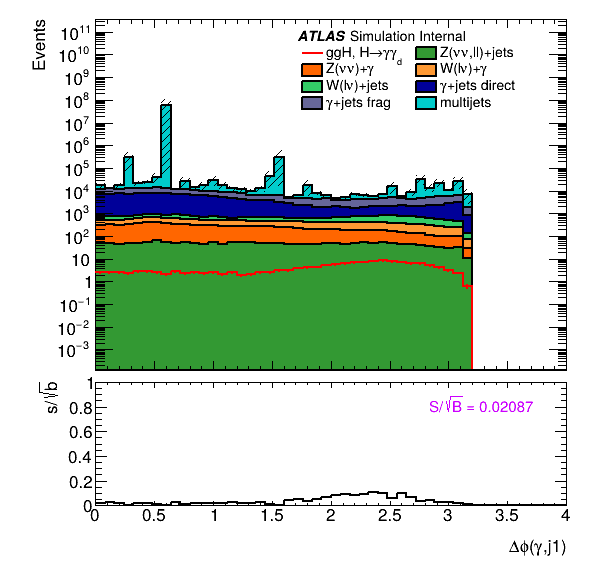 Events
10¹¹
10¹⁰
10⁹
10⁸
10⁷
10⁶
10⁵
10⁴
10³
10²
10
1
10⁻¹
10⁻²
10⁻³
ATLAS Simulation Internal
ggH, H→γγ_d
Z(νν,ll)+jets
Z(νν)+γ
W(lν)+γ
W(lν)+jets
γ+jets direct
γ+jets frag
multijets
s/√b
1
0.8
0.6
0.4
0.2
0
S/√B = 0.02087
0 0.5 1 1.5 2 2.5 3 3.5 4
Δϕ(γ,j1)